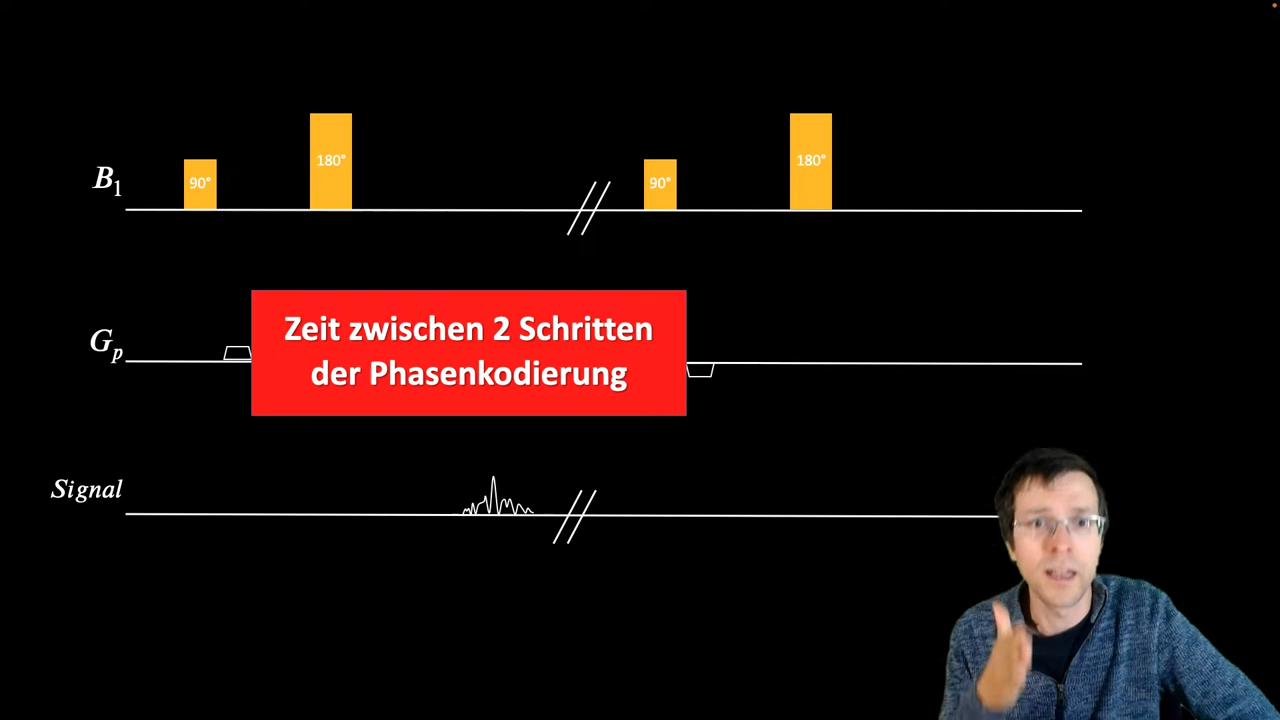 90°
180°
90°
180°
B1
Zeit zwischen 2 Schritten
der Phasenkodierung
Gp
Signal